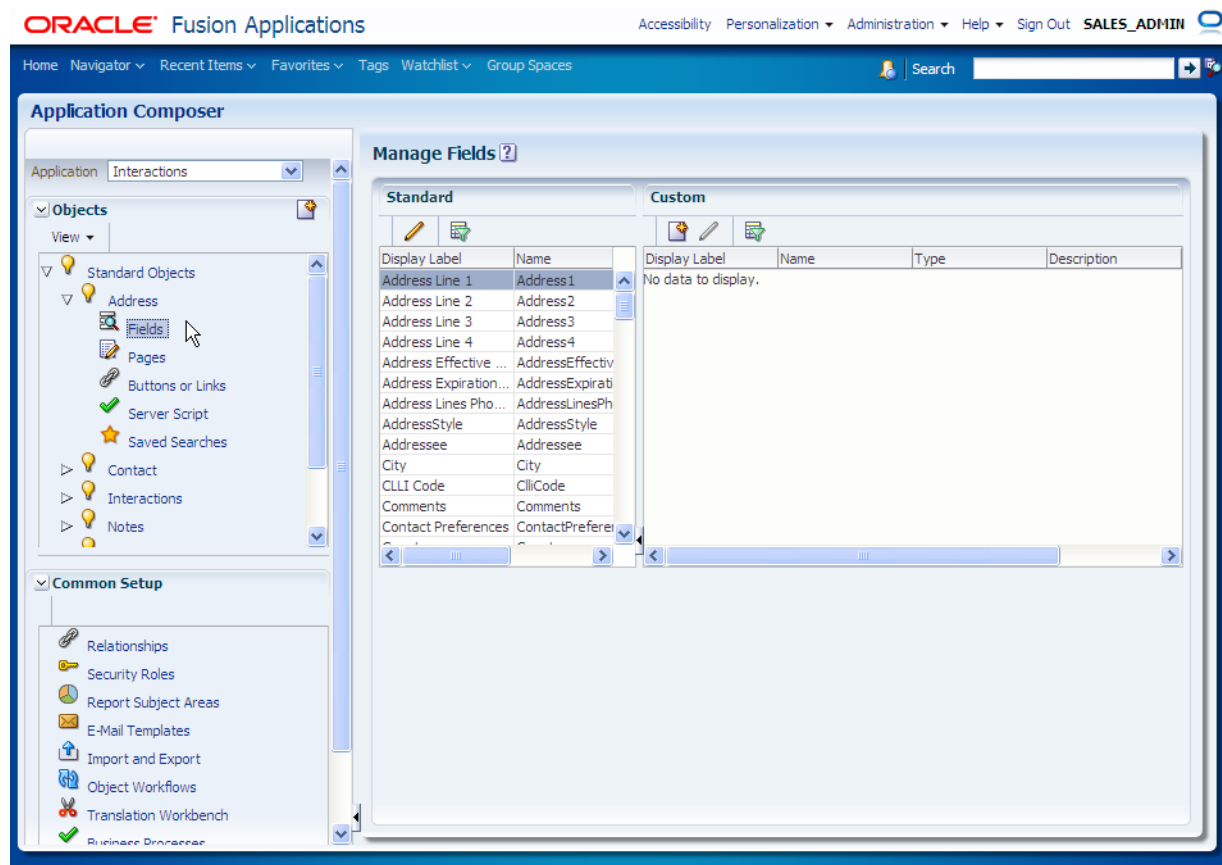 ORACLE Fusion Applications
Accessibility Personalization Administration Help Sign Out SALES_ADMIN
Home Navigator Recent Items Favorites Tags Watchlist Group Spaces Search
Application Composer
Application Interactions
Objects
View
Standard Objects
Address
Fields
Pages
Buttons or Links
Server Script
Saved Searches
Contact
Interactions
Notes
Common Setup
Relationships
Security Roles
Report Subject Areas
E-Mail Templates
Import and Export
Object Workflows
Translation Workbench
Business Processes
Manage Fields ?
Standard
Display Label Name
Address Line 1 Address1
Address Line 2 Address2
Address Line 3 Address3
Address Line 4 Address4
Address Effective ... AddressEffectiv
Address Expiration... AddressExpirati
Address Lines Pho... AddressLinesPh
AddressStyle AddressStyle
Addressee Addressee
City City
CLLI Code ClliCode
Comments Comments
Contact Preferences ContactPrefere
Custom
Display Label Name Type Description
No data to display.